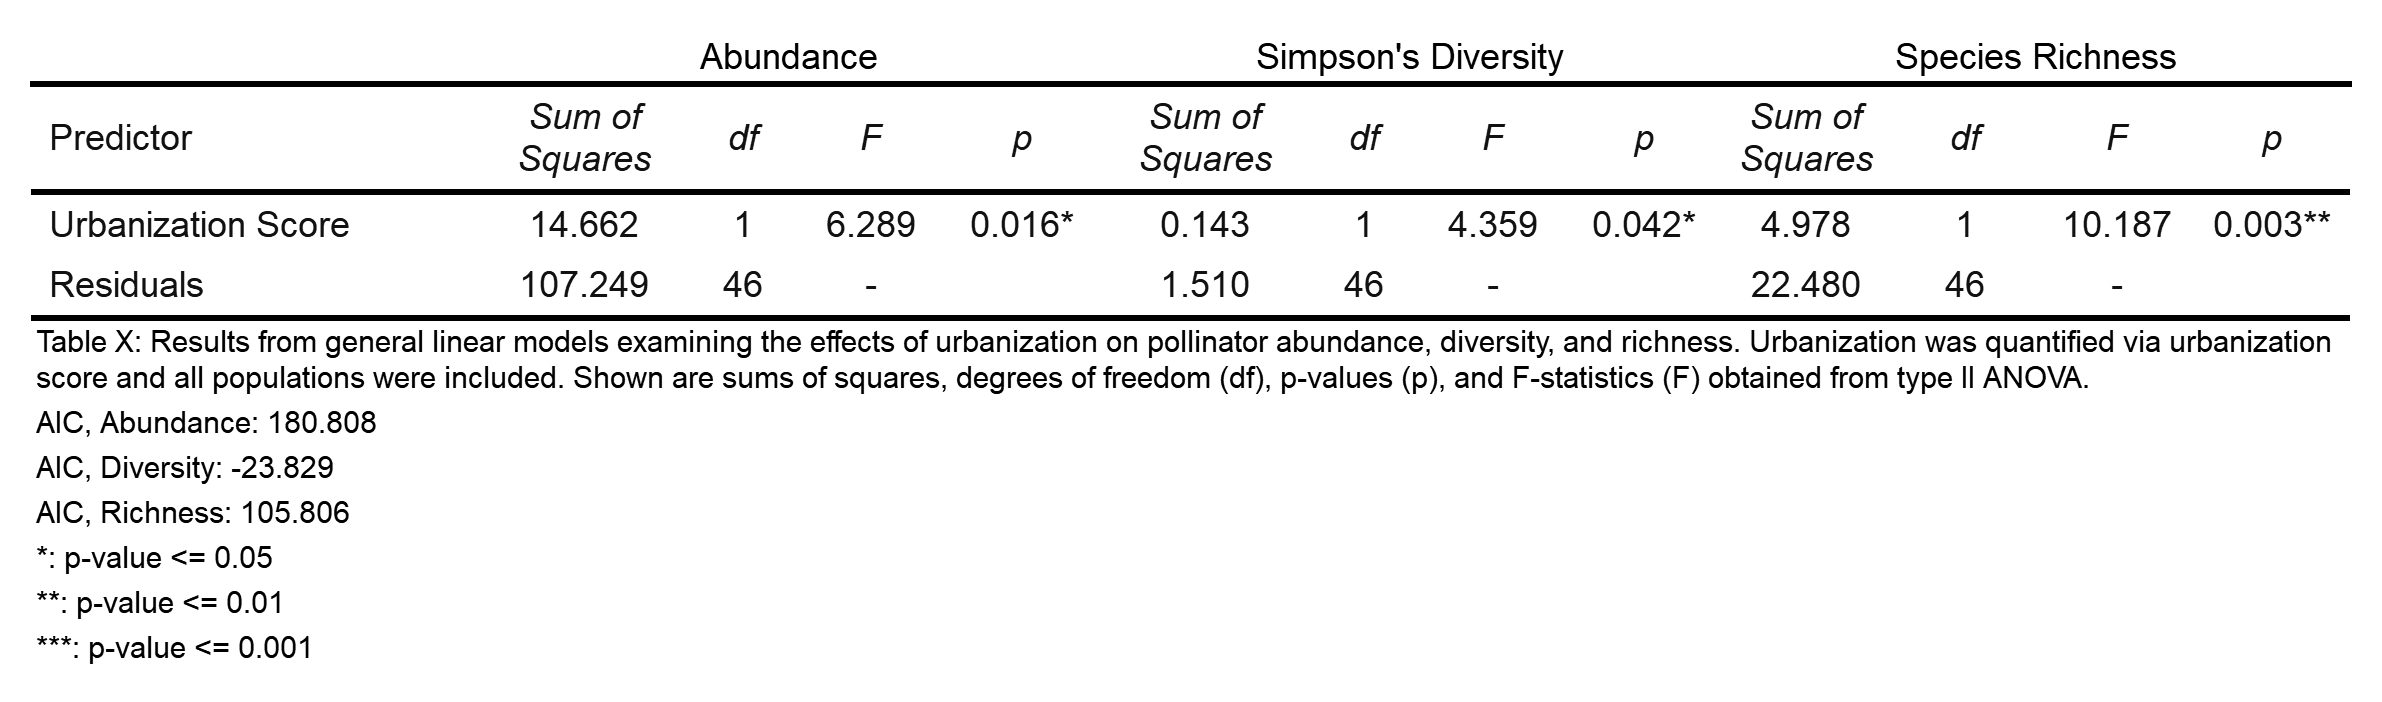 Abundance Simpson's Diversity Species Richness
Predictor Sum of Squares df F p Sum of Squares df F p Sum of Squares df F p
Urbanization Score 14.662 1 6.289 0.016* 0.143 1 4.359 0.042* 4.978 1 10.187 0.003**
Residuals 107.249 46 - 1.510 46 - 22.480 46 -
Table X: Results from general linear models examining the effects of urbanization on pollinator abundance, diversity, and richness. Urbanization was quantified via urbanization
score and all populations were included. Shown are sums of squares, degrees of freedom (df), p-values (p), and F-statistics (F) obtained from type II ANOVA.
AIC, Abundance: 180.808
AIC, Diversity: -23.829
AIC, Richness: 105.806
*: p-value <= 0.05
**: p-value <= 0.01
***: p-value <= 0.001